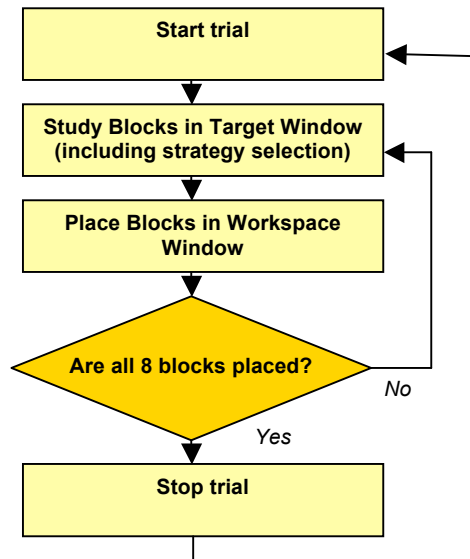 Start trial
Study Blocks in Target Window
(including strategy selection)
Place Blocks in Workspace
Window
Are all 8 blocks placed?
No
Yes
Stop trial